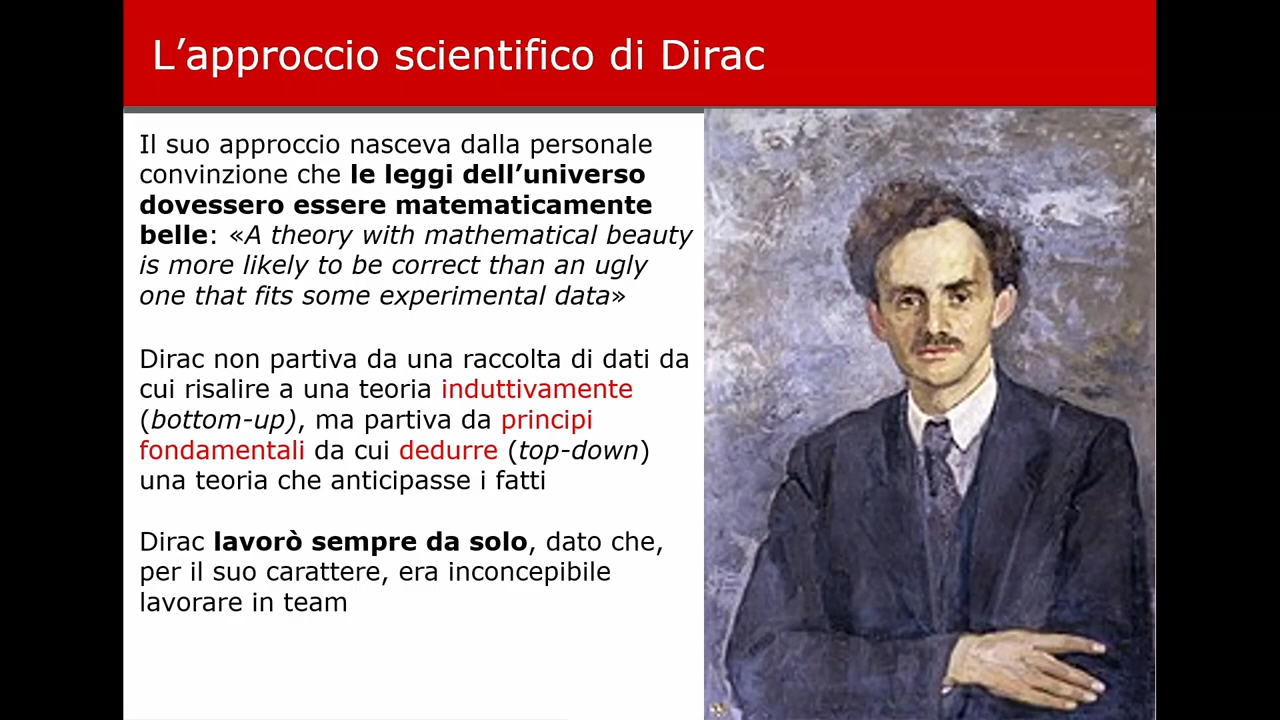 L’approccio scientifico di Dirac
Il suo approccio nasceva dalla personale
convinzione che le leggi dell’universo
dovessero essere matematicamente
belle: «A theory with mathematical beauty
is more likely to be correct than an ugly
one that fits some experimental data»
Dirac non partiva da una raccolta di dati da
cui risalire a una teoria induttivamente
(bottom-up), ma partiva da principi
fondamentali da cui dedurre (top-down)
una teoria che anticipasse i fatti
Dirac lavorò sempre da solo, dato che,
per il suo carattere, era inconcepibile
lavorare in team